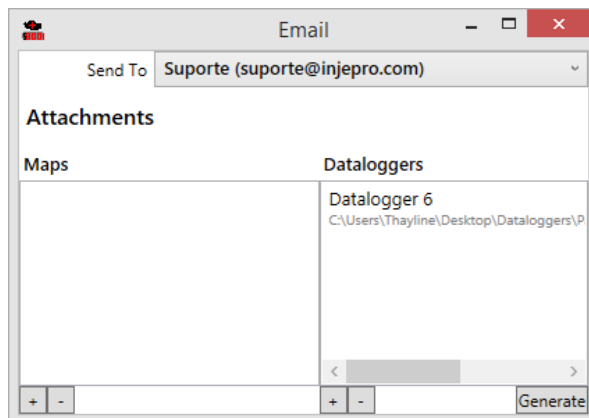 Email
Send To Suporte (suporte@injepro.com)
Attachments
Maps Dataloggers
Datalogger 6
C:\Users\Thayline\Desktop\Dataloggers\P
+ - + - Generate